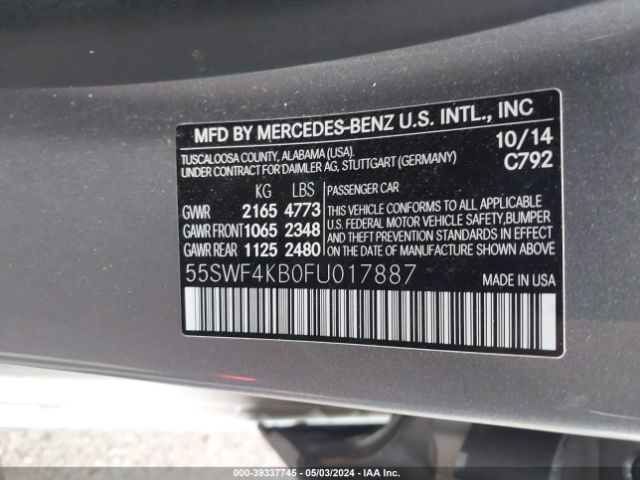 MFD BY MERCEDES-BENZ U.S. INTL., INC
TUSCALOOSA COUNTY, ALABAMA (USA). 10/14
UNDER CONTRACT FOR DAIMLER AG, STUTTGART (GERMANY) C792
KG LBS PASSENGER CAR
GVWR 2165 4773
GAWR FRONT 1065 2348
GAWR REAR 1125 2480
THIS VEHICLE CONFORMS TO ALL APPLICABLE
U.S. FEDERAL MOTOR VEHICLE SAFETY,BUMPER
AND THEFT PREVENTION STANDARDS IN EFFECT
ON THE DATE OF MANUFACTURE SHOWN ABOVE.
55SWF4KB0FU017887 MADE IN USA
000-39337745 - 05/03/2024 - IAA Inc.